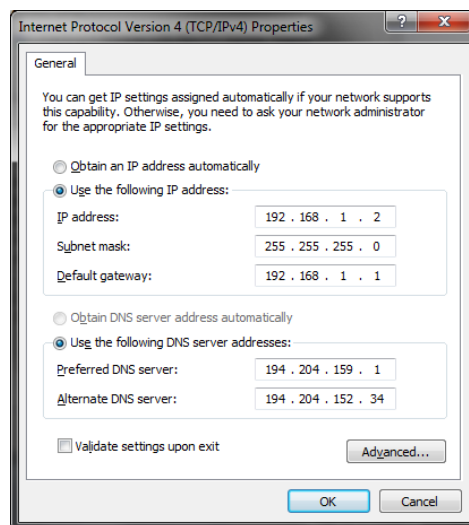 Internet Protocol Version 4 (TCP/IPv4) Properties
General
You can get IP settings assigned automatically if your network supports
this capability. Otherwise, you need to ask your network administrator
for the appropriate IP settings.
Obtain an IP address automatically
Use the following IP address:
IP address: 192 . 168 . 1 . 2
Subnet mask: 255 . 255 . 255 . 0
Default gateway: 192 . 168 . 1 . 1
Obtain DNS server address automatically
Use the following DNS server addresses:
Preferred DNS server: 194 . 204 . 159 . 1
Alternate DNS server: 194 . 204 . 152 . 34
Validate settings upon exit
Advanced...
OK Cancel